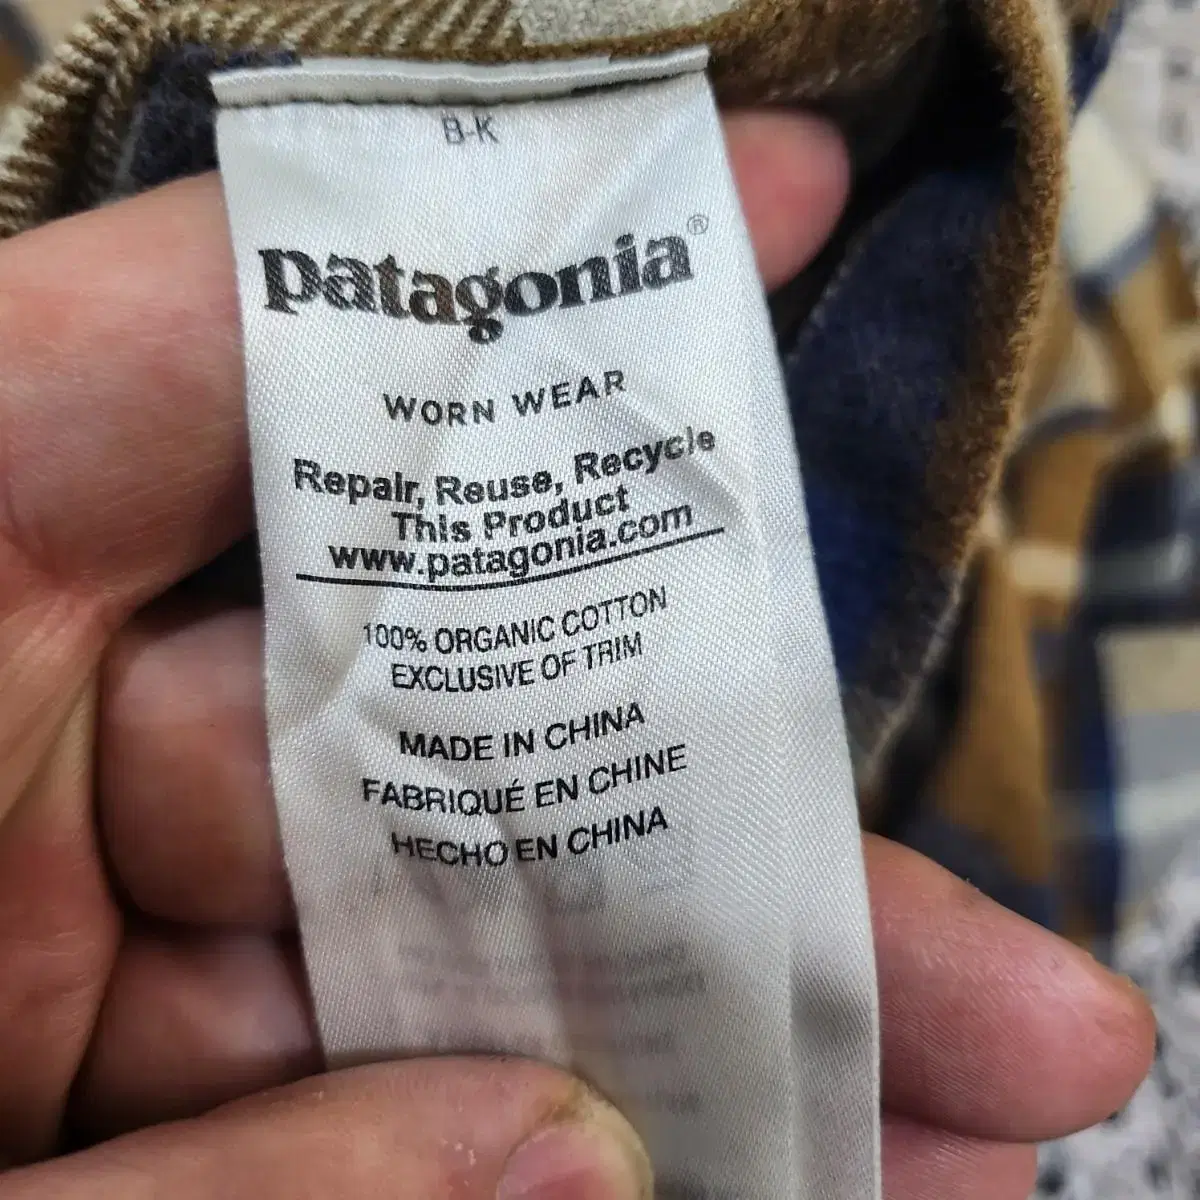 B-K
patagonia®
WORN WEAR
Repair, Reuse, Recycle
This Product
www.patagonia.com
100% ORGANIC COTTON
EXCLUSIVE OF TRIM
MADE IN CHINA
FABRIQUÉ EN CHINE
HECHO EN CHINA